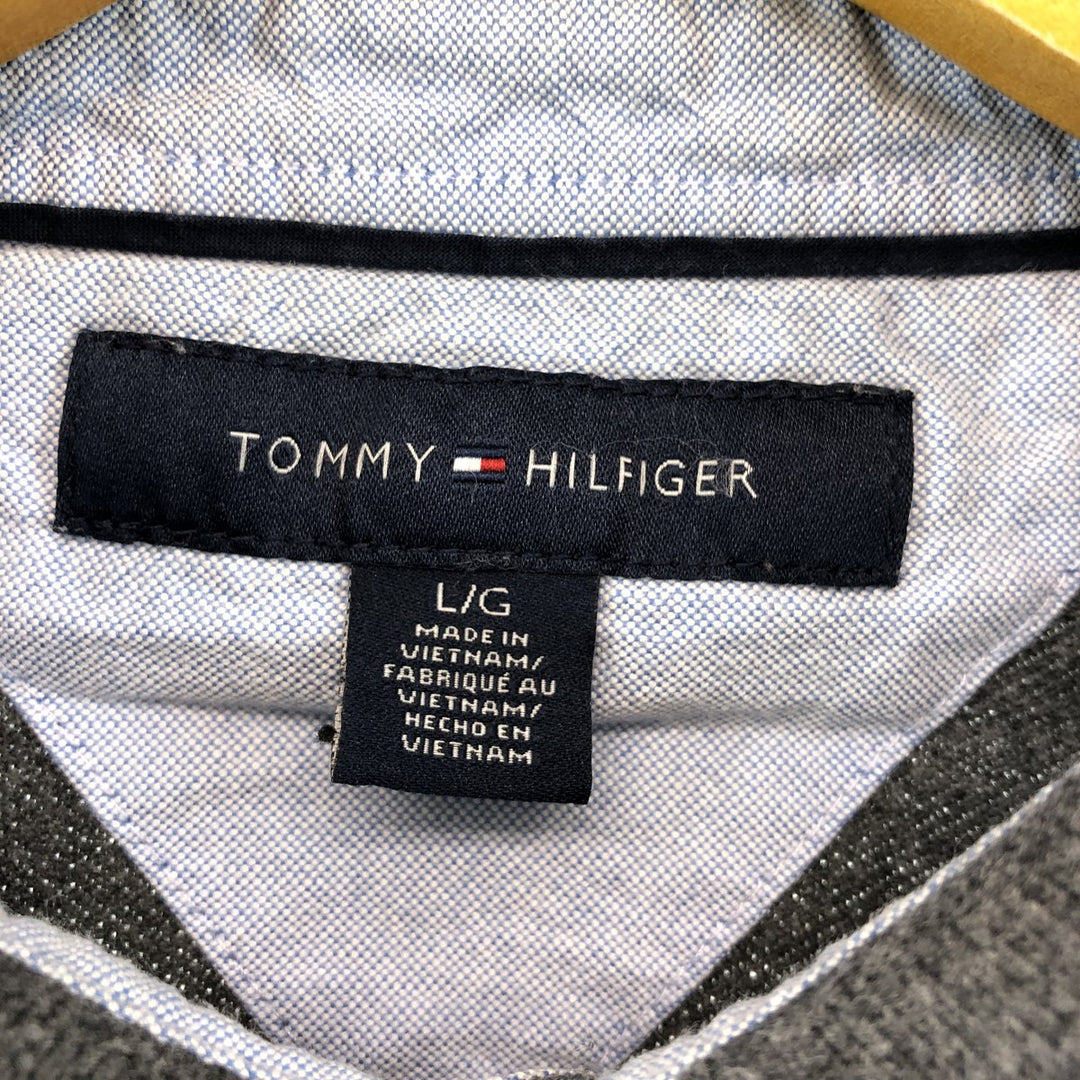 TOMMY HILFIGER
L/G
MADE IN
VIETNAM/
FABRIQUÉ AU
VIETNAM/
HECHO EN
VIETNAM